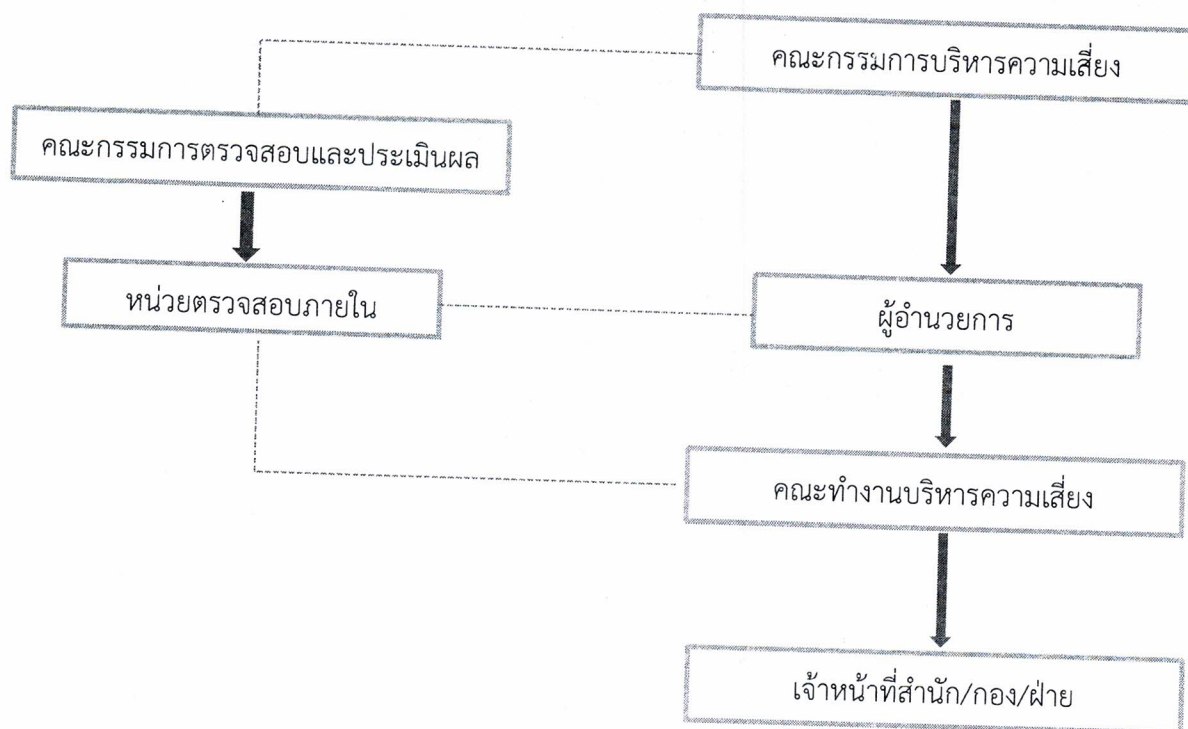 คณะกรรมการบริหารความเสี่ยง
คณะกรรมการตรวจสอบและประเมินผล
หน่วยตรวจสอบภายใน
ผู้อำนวยการ
คณะทำงานบริหารความเสี่ยง
เจ้าหน้าที่สำนัก/กอง/ฝ่าย